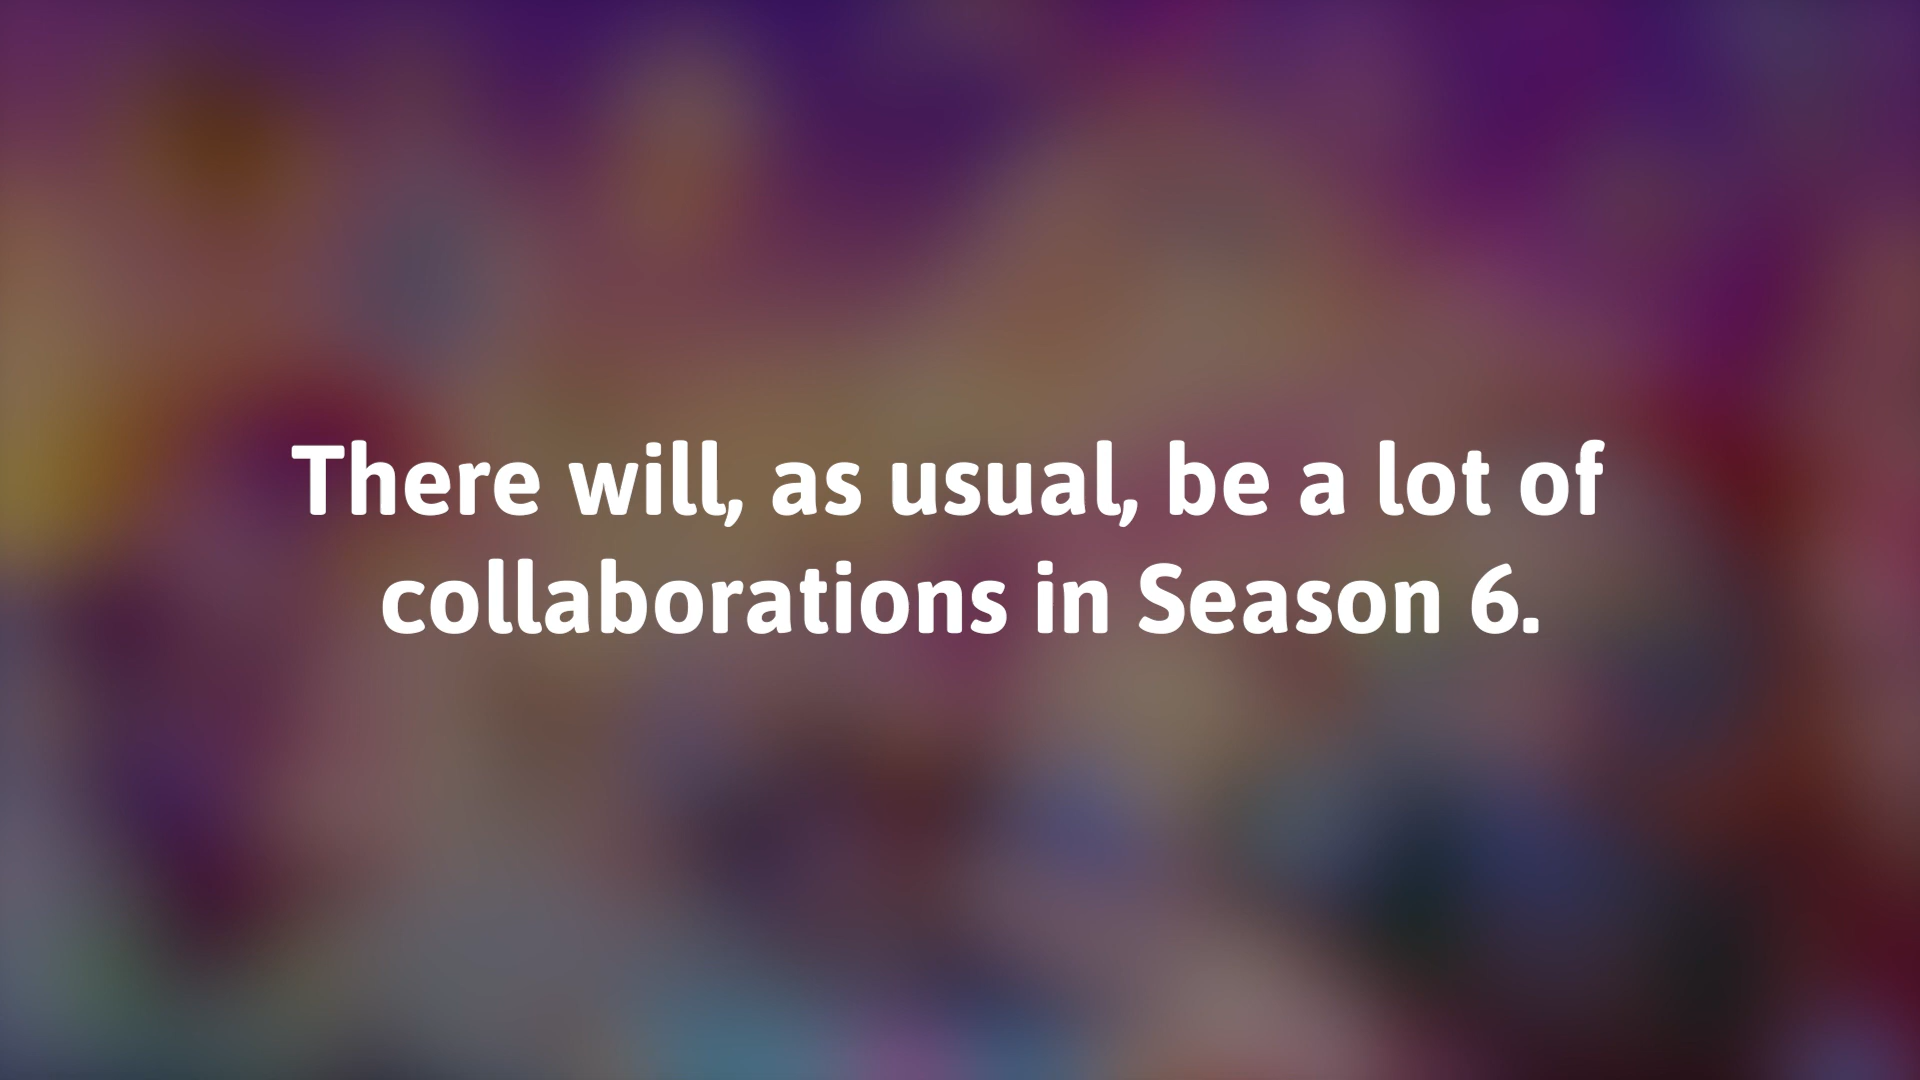 There will, as usual, be a lot of
collaborations in Season 6.